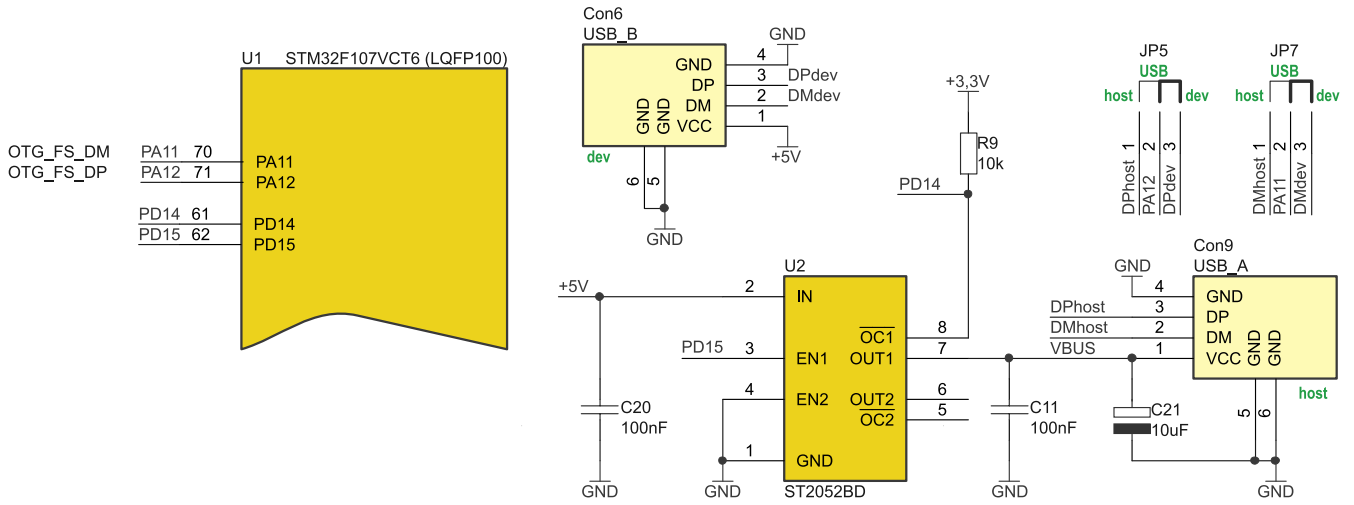 Con6
USB_B
U1 STM32F107VCT6 (LQFP100)
GND
GND 4
DP 3 DPdev
DM 2 DMdev
VCC 1
GND GND
+5V
dev
6 5
GND
OTG_FS_DM PA11 70 PA11
OTG_FS_DP PA12 71 PA12
PD14 61 PD14
PD15 62 PD15
+3,3V
R9
10k
PD14
JP5
USB
host dev
DPhost 1
PA12 2
DPdev 3
JP7
USB
host dev
DMhost 1
PA11 2
DMdev 3
U2
+5V 2 IN
OC1 8
PD15 3 EN1 OUT1 7
4 EN2 OUT2 6
OC2 5
1 GND
ST2052BD
C20
100nF
GND
GND
C11
100nF
GND
Con9
USB_A
GND
4 GND
DPhost 3 DP
DMhost 2 DM
VBUS 1 VCC
GND GND
host
5 6
C21
10uF
GND